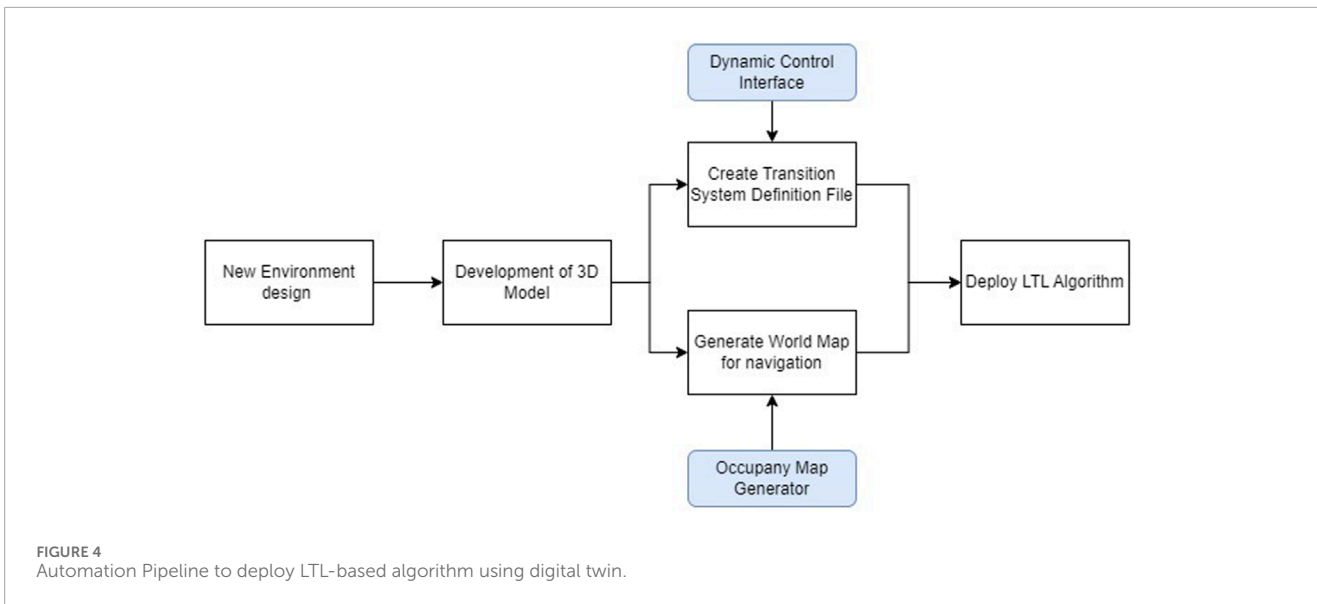 Dynamic Control
Interface
Create Transition
System Definition File
New Environment
design
Development of 3D
Model
Deploy LTL Algorithm
Generate World Map
for navigation
Occupany Map
Generator
FIGURE 4
Automation Pipeline to deploy LTL-based algorithm using digital twin.